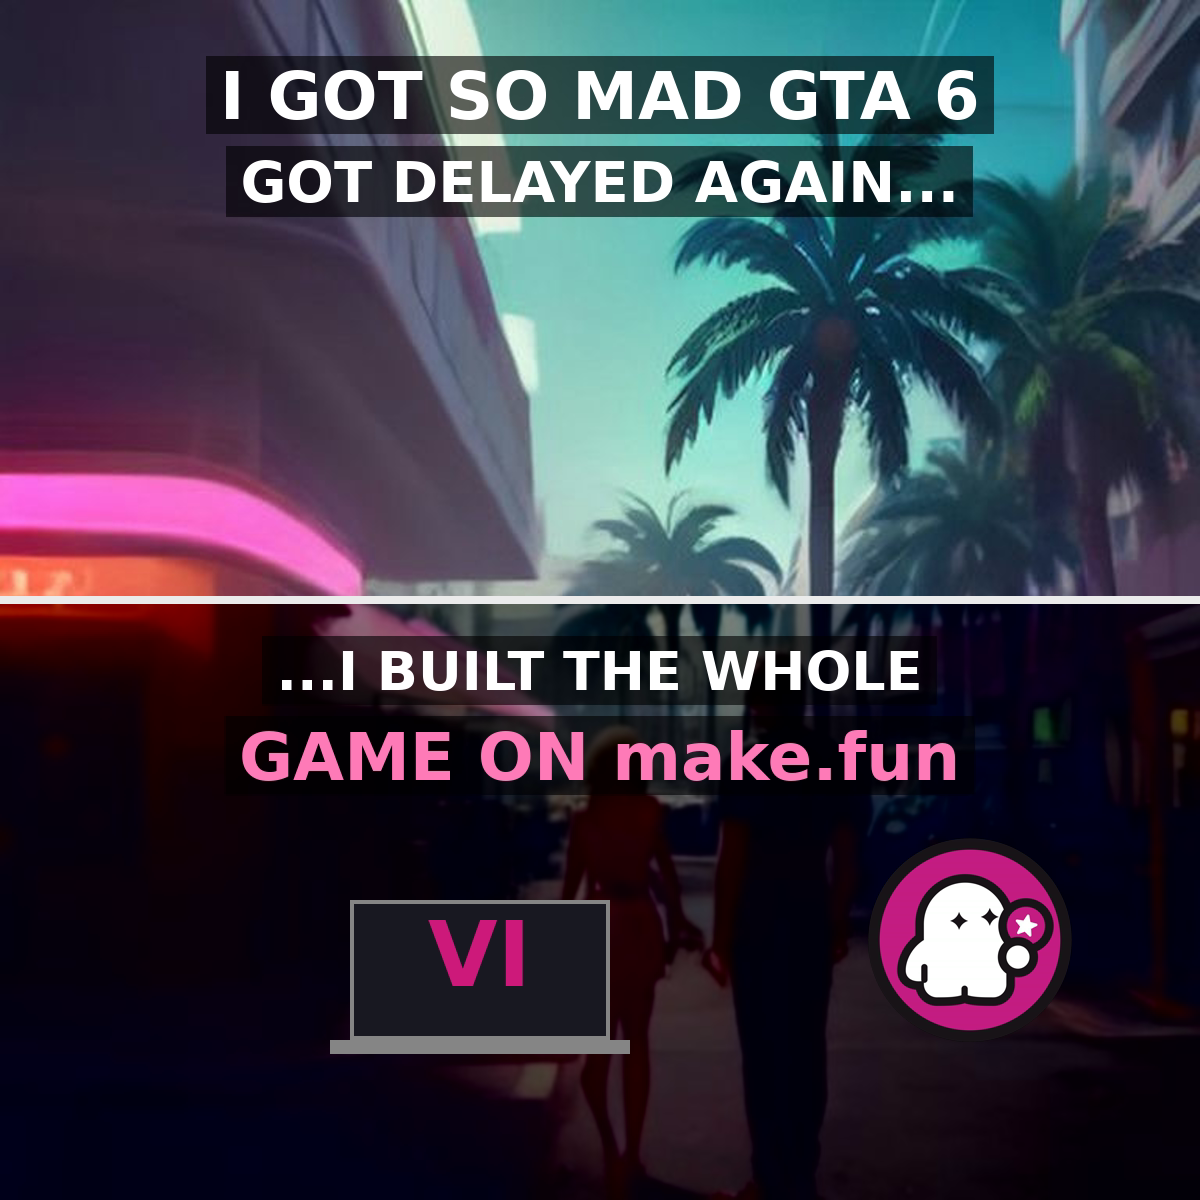 I GOT SO MAD GTA 6
GOT DELAYED AGAIN...
...I BUILT THE WHOLE
GAME ON make.fun
VI